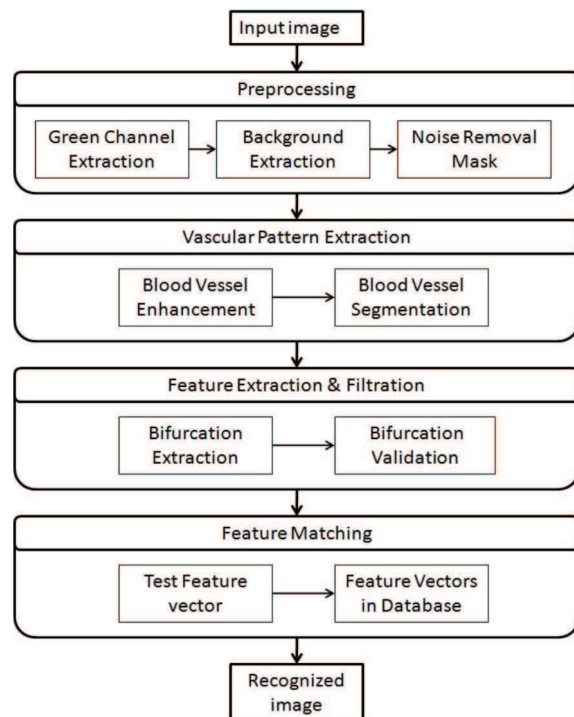 Input image
Preprocessing
Green Channel
Extraction
Background
Extraction
Noise Removal
Mask
Vascular Pattern Extraction
Blood Vessel
Enhancement
Blood Vessel
Segmentation
Feature Extraction & Filtration
Bifurcation
Extraction
Bifurcation
Validation
Feature Matching
Test Feature
vector
Feature Vectors
in Database
Recognized
image